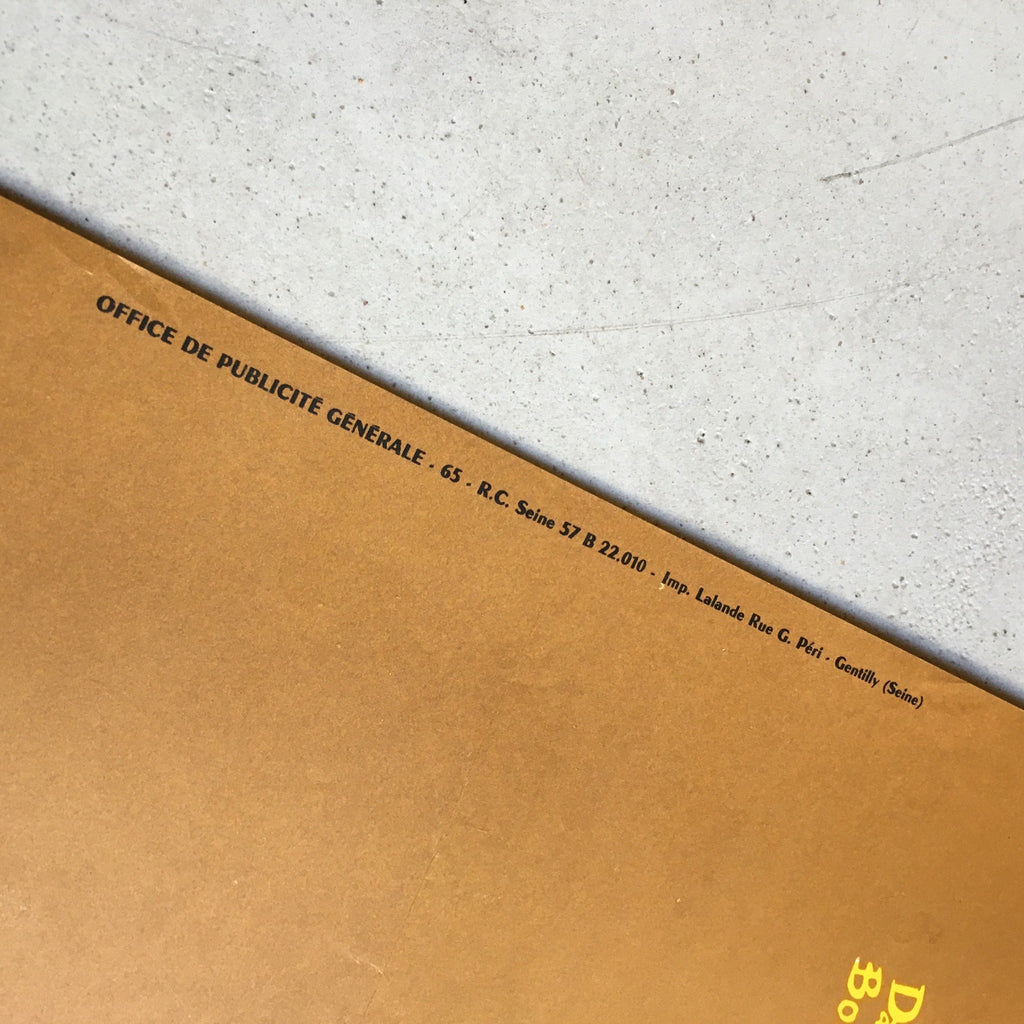 OFFICE DE PUBLICITÉ GÉNÉRALE - 65 - R.C. Seine 57 B 22.010 - Imp. Lalande Rue G. Péri - Gentilly (Seine)